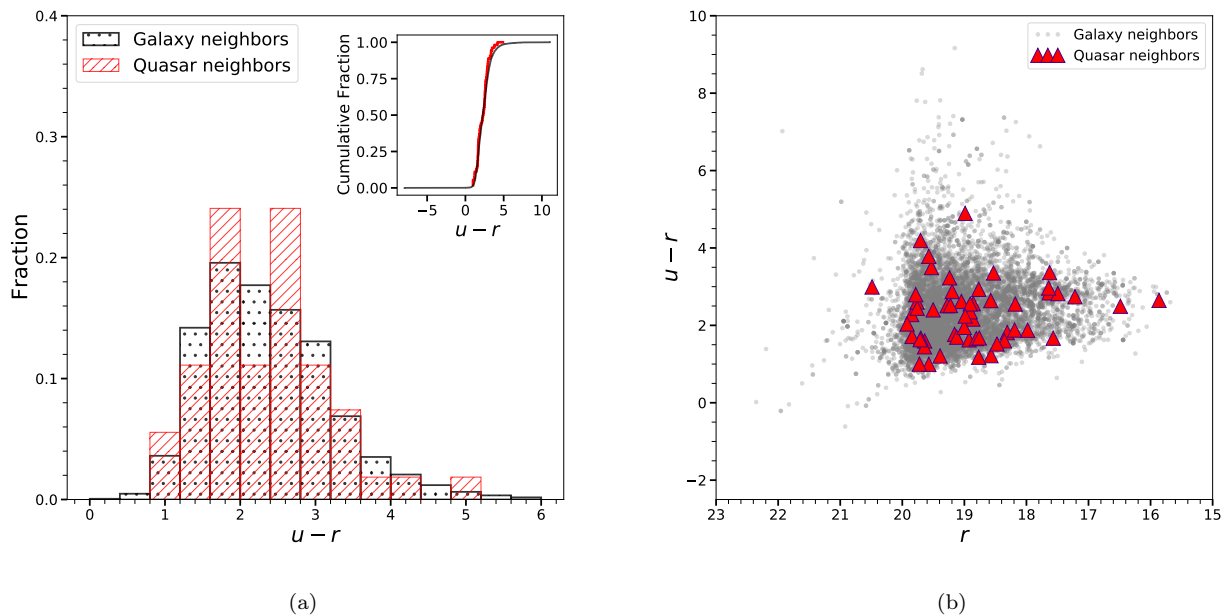 0.4
0.3
0.2
0.1
0.0
Fraction
0 1 2 3 4 5 6
u − r
Galaxy neighbors
Quasar neighbors
1.00
0.75
0.50
0.25
0.00
Cumulative Fraction
−5 0 5 10
u − r
(a)
10
8
6
4
2
0
−2
u − r
23 22 21 20 19 18 17 16 15
r
Galaxy neighbors
Quasar neighbors
(b)